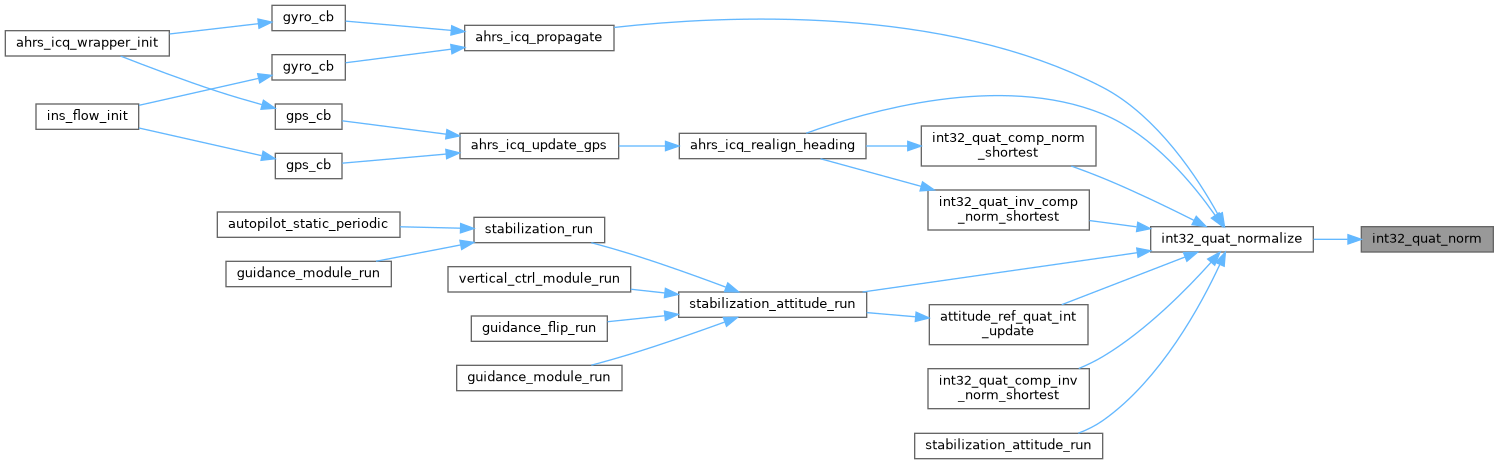 gyro_cb
ahrs_icq_wrapper_init
ahrs_icq_propagate
gyro_cb
ins_flow_init
gps_cb
ahrs_icq_update_gps
ahrs_icq_realign_heading
int32_quat_comp_norm
_shortest
gps_cb
int32_quat_inv_comp
_norm_shortest
autopilot_static_periodic
stabilization_run
int32_quat_normalize
int32_quat_norm
guidance_module_run
vertical_ctrl_module_run
stabilization_attitude_run
guidance_flip_run
attitude_ref_quat_int
_update
guidance_module_run
int32_quat_comp_inv
_norm_shortest
stabilization_attitude_run